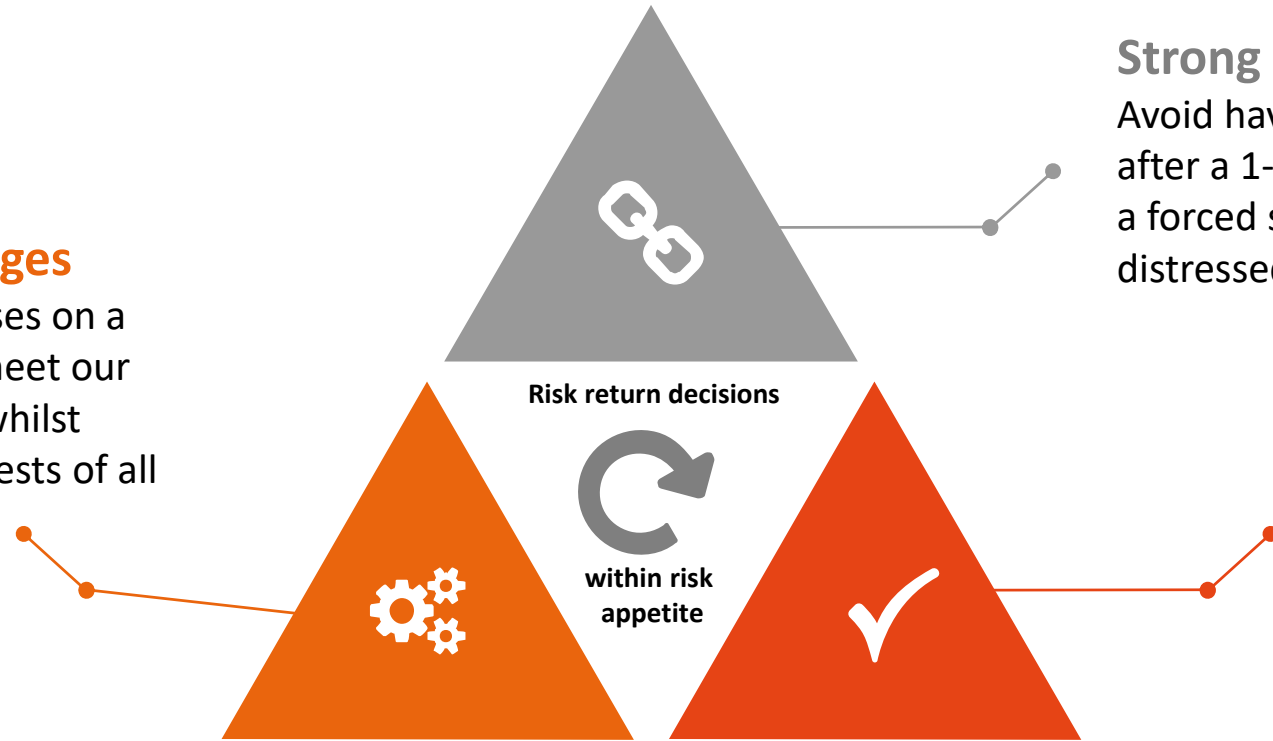 Strong
Avoid hav
after a 1-
a forced s
distresse
ges
ses on a
neet our
whilst
ests of all
Risk return decisions
within risk
appetite